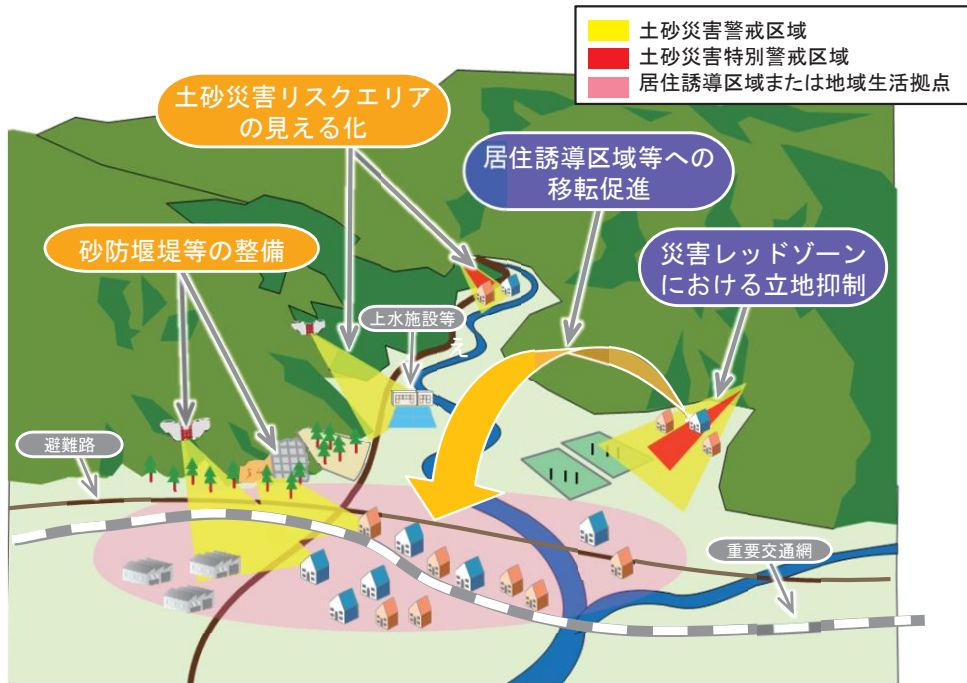 土砂災害警戒区域
土砂災害特別警戒区域
居住誘導区域または地域生活拠点
土砂災害リスクエリア
の見える化
居住誘導区域等への
移転促進
砂防堰堤等の整備
災害レッドゾーン
における立地抑制
上水施設等
え
避難路
重要交通網